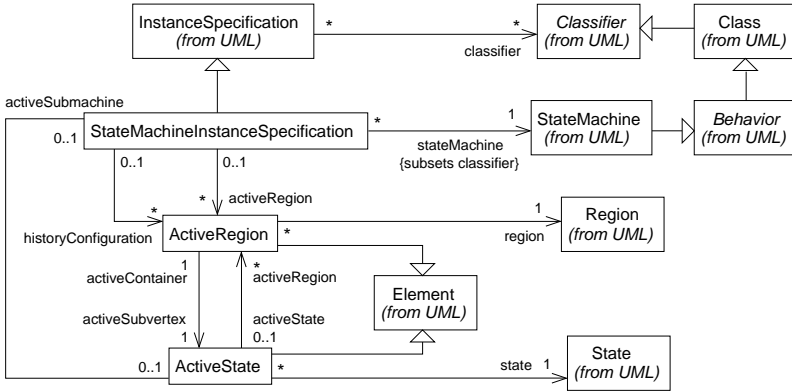 InstanceSpecification
(from UML)
*
*
classifier
Classifier
(from UML)
Class
(from UML)
activeSubmachine
0..1
StateMachineInstanceSpecification
*
1
stateMachine
{subsets classifier}
StateMachine
(from UML)
Behavior
(from UML)
0..1
0..1
*
*
activeRegion
historyConfiguration
ActiveRegion
*
1
region
Region
(from UML)
1
activeContainer
*
activeRegion
Element
(from UML)
activeSubvertex
1
activeState
0..1
0..1
ActiveState
*
state
1
State
(from UML)